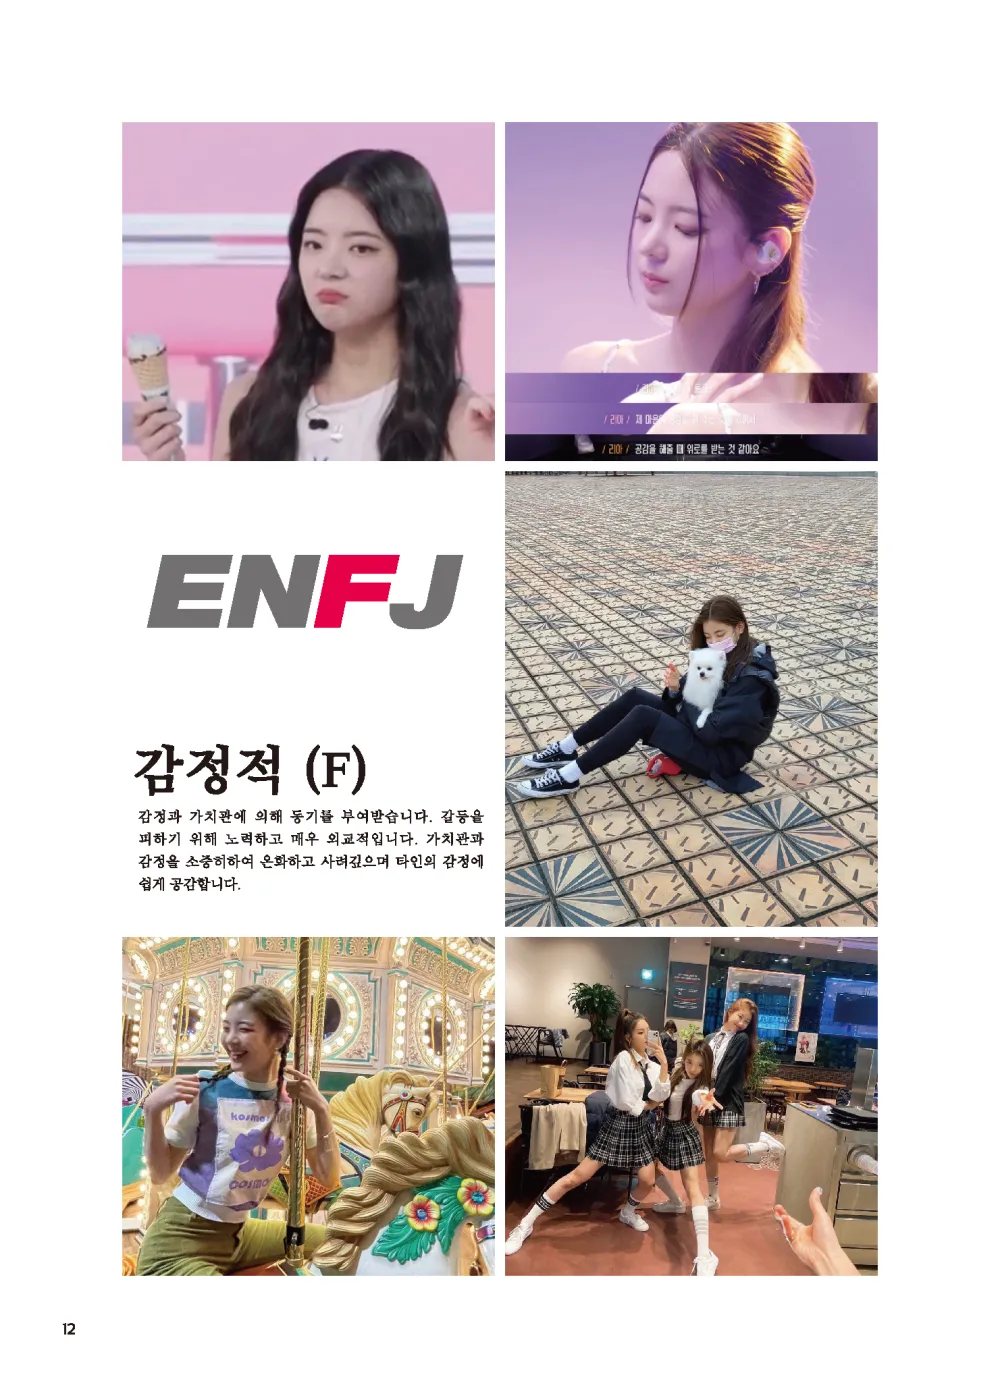 / 리아 /
/ 리아 / 제 마음
/ 리아 / 공감을 해줄 때 위로를 받는 것 같아요
ENFJ
감정적 (F)
감정과 가치관에 의해 동기를 부여받습니다. 갈등을
피하기 위해 노력하고 매우 외교적입니다. 가치관과
감정을 소중히하여 온화하고 사려깊으며 타인의 감정에
쉽게 공감합니다.
kosmo
cosmo
12